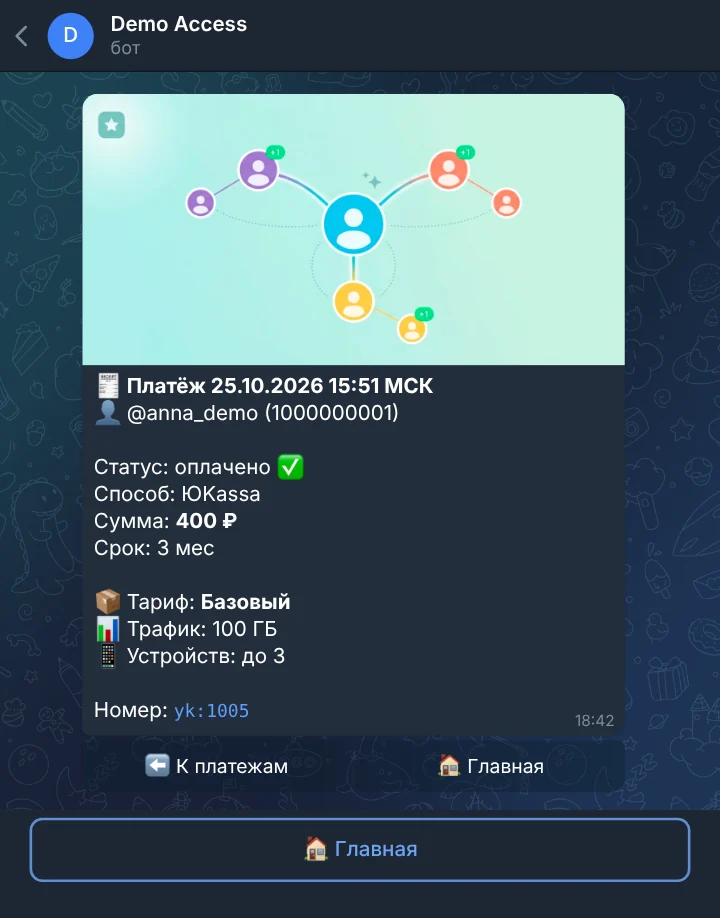 D
Demo Access
бот
+1
+1
+1
Платёж 25.10.2026 15:51 МСК
@anna_demo (1000000001)
Статус: оплачено ✅
Способ: ЮKassa
Сумма: 400 ₽
Срок: 3 мес
Тариф: Базовый
Трафик: 100 ГБ
Устройств: до 3
Номер: yk:1005
18:42
К платежам
Главная
Главная